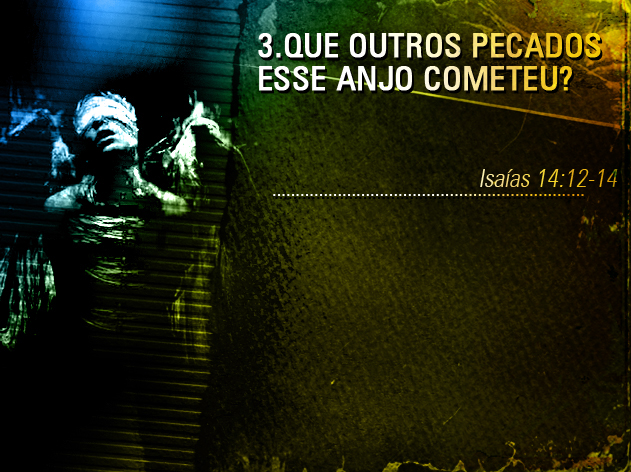 3.QUE OUTROS PECADOS
ESSE ANJO COMETEU?
Isaías 14:12-14